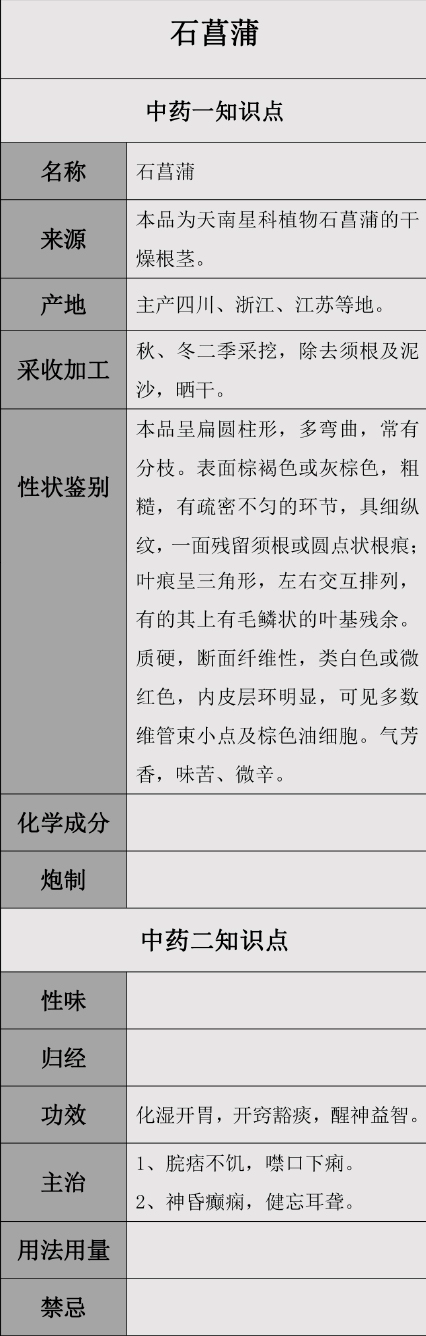 石菖蒲
中药一知识点
名称
石菖蒲
来源
本品为天南星科植物石菖蒲的干
燥根茎。
产地
主产四川、浙江、江苏等地。
采收加工
秋、冬二季采挖，除去须根及泥
沙，晒干。
性状鉴别
本品呈扁圆柱形，多弯曲，常有
分枝。表面棕褐色或灰棕色，粗
糙，有疏密不匀的环节，具细纵
纹，一面残留须根或圆点状根痕；
叶痕呈三角形，左右交互排列，
有的其上有毛鳞状的叶基残余。
质硬，断面纤维性，类白色或微
红色，内皮层环明显，可见多数
维管束小点及棕色油细胞。气芳
香，味苦、微辛。
化学成分
炮制
中药二知识点
性味
归经
功效
化湿开胃，开窍豁痰，醒神益智。
主治
1、脘痞不饥，噤口下痢。
2、神昏癫痫，健忘耳聋。
用法用量
禁忌